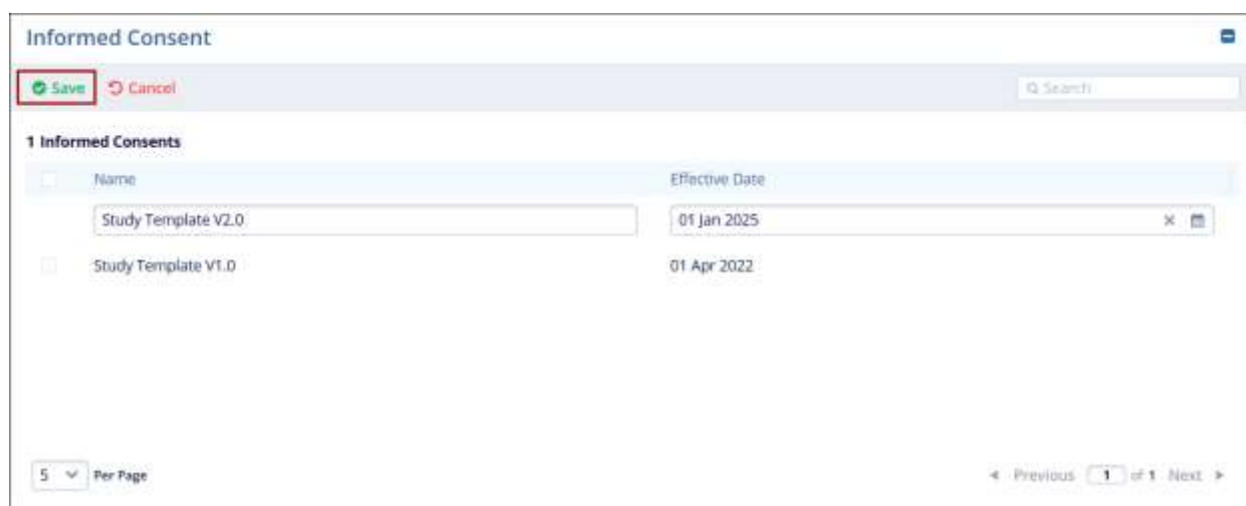 Informed Consent
Save Cancel Search
1 Informed Consents
Name Effective Date
Study Template V2.0 01 Jan 2025
Study Template V1.0 01 Apr 2022
5 Per Page Previous 1 of 1 Next